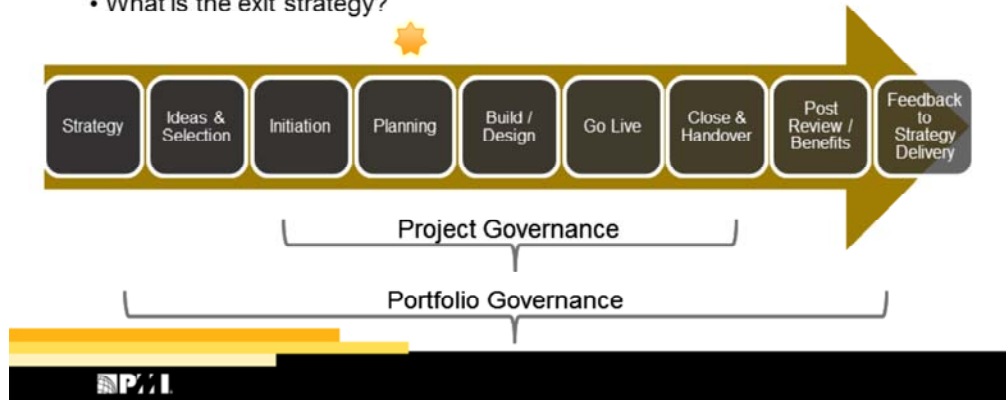 • What is the exit strategy?
Strategy
Ideas &
Selection
Initiation
Planning
Build /
Design
Go Live
Close &
Handover
Post
Review /
Benefits
Feedback
to
Strategy
Delivery
Project Governance
Portfolio Governance
PMI